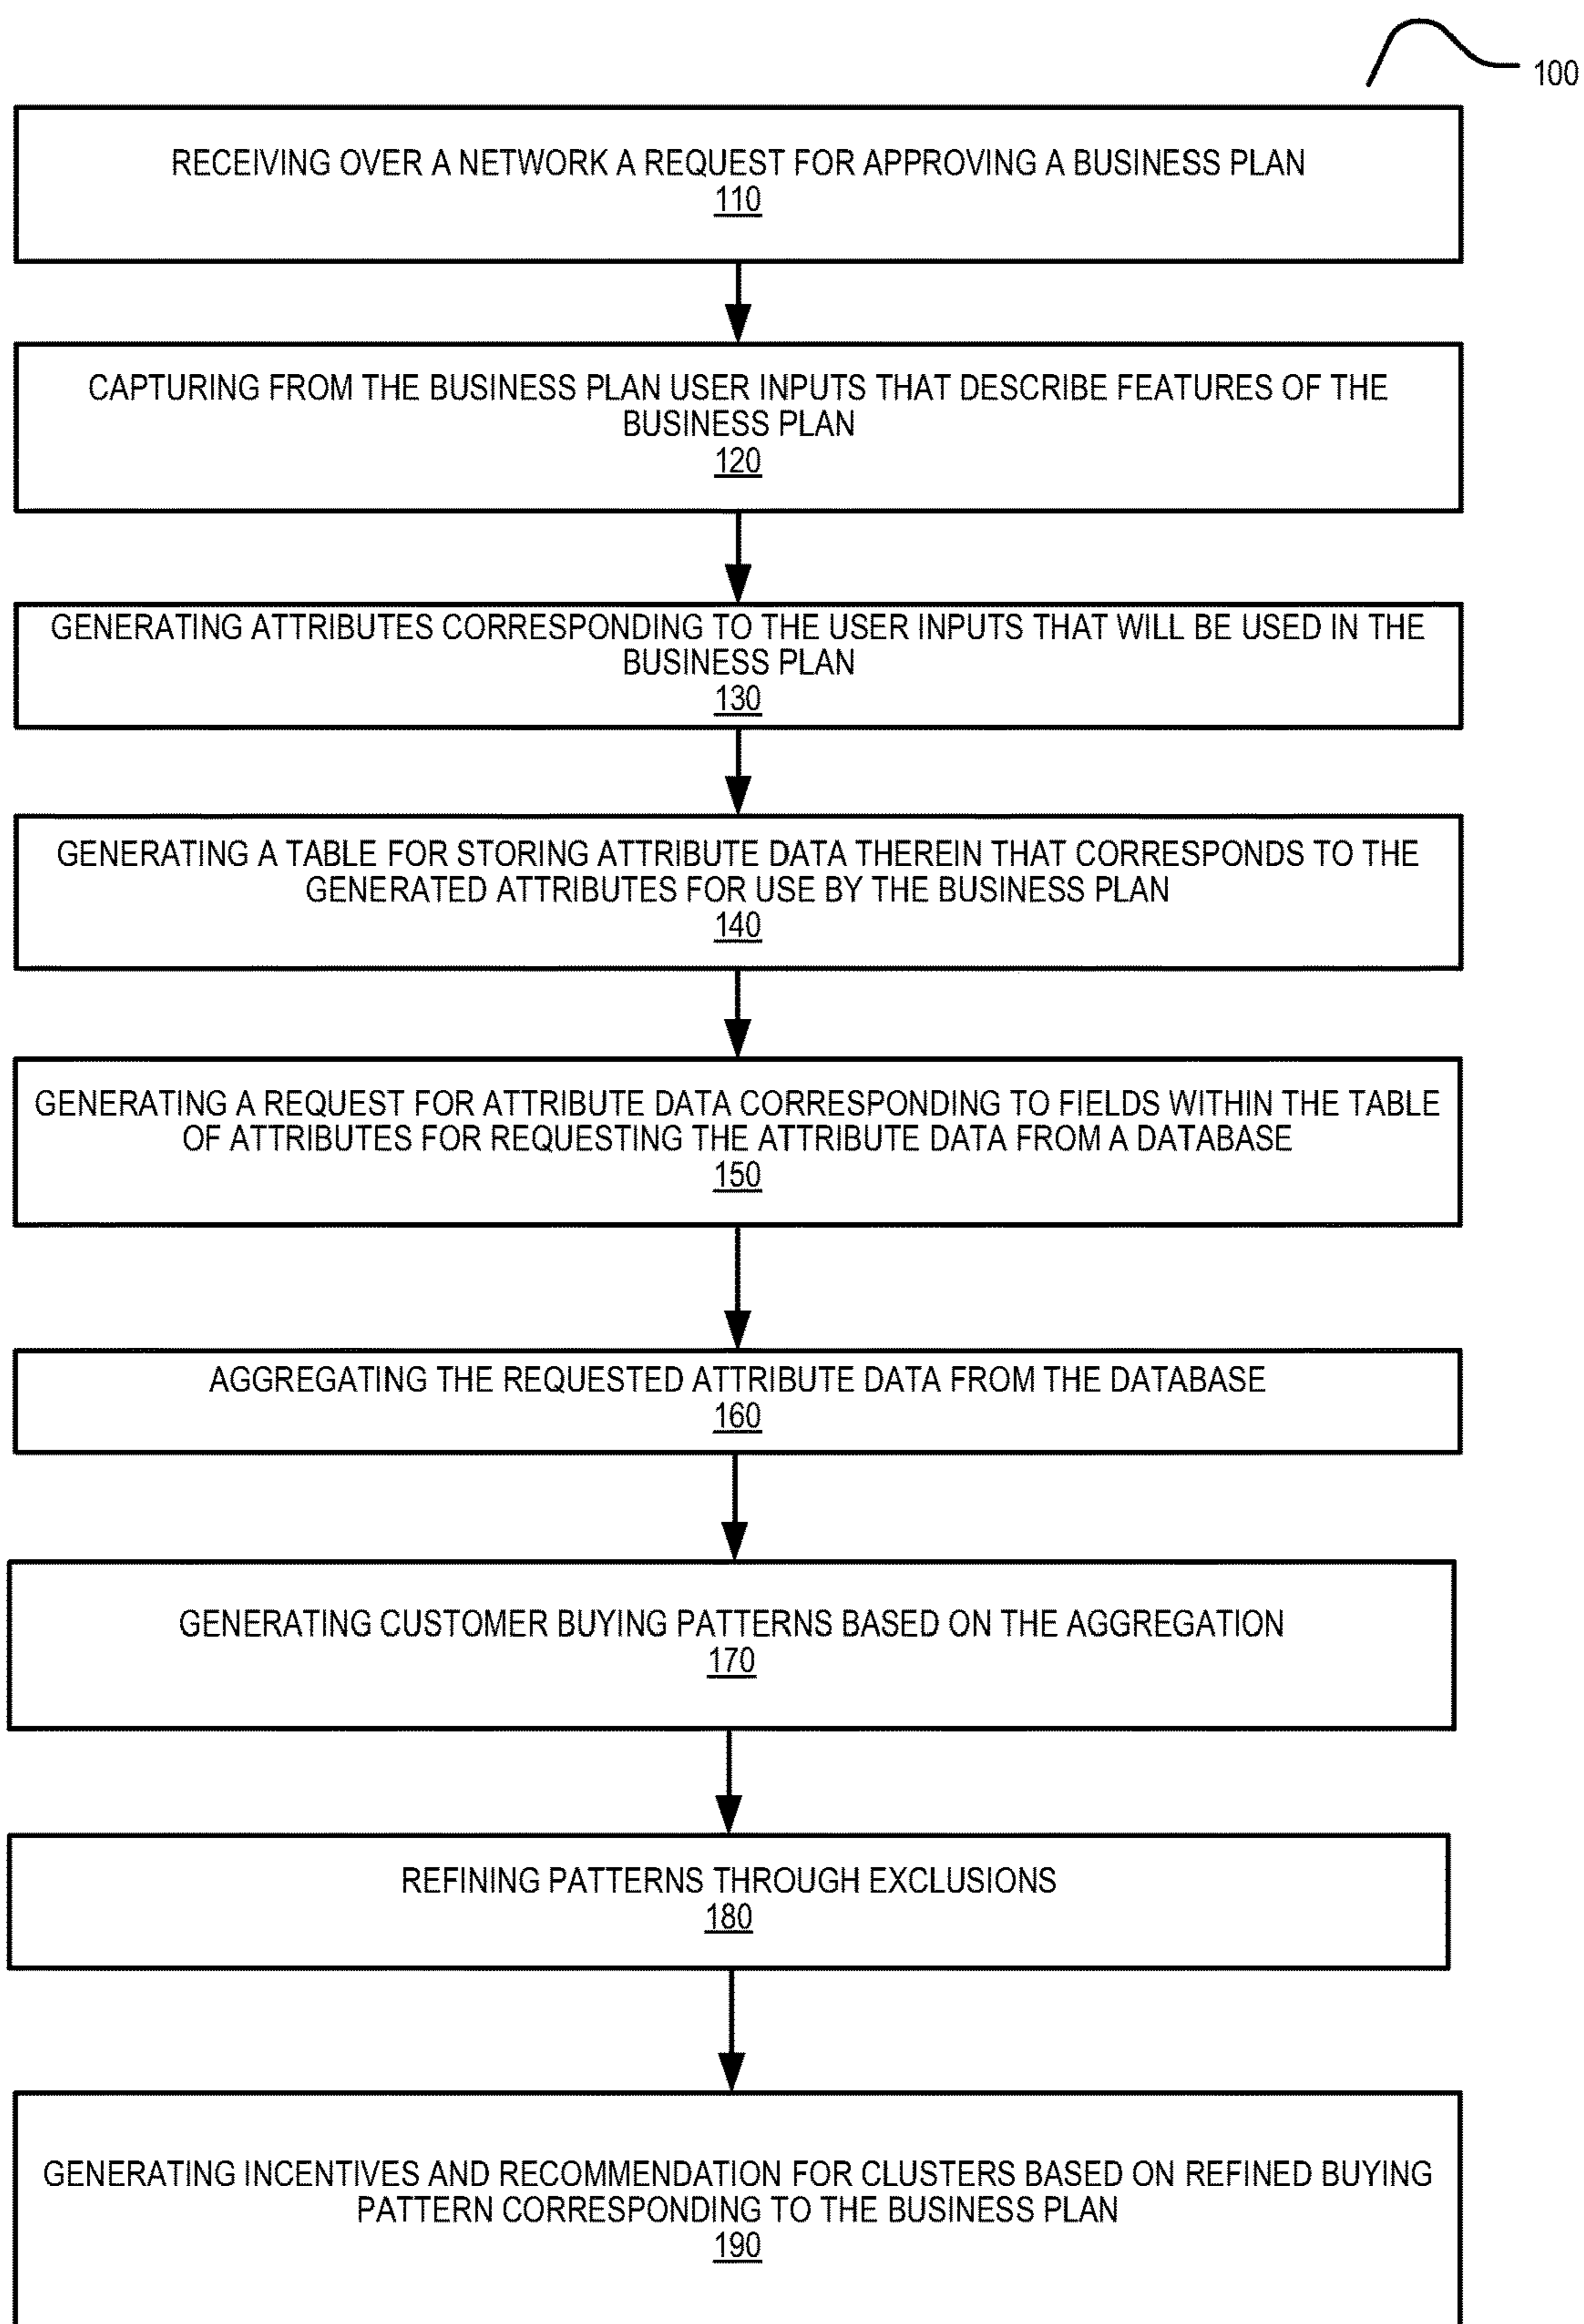 100
RECEIVING OVER A NETWORK A REQUEST FOR APPROVING A BUSINESS PLAN
110
CAPTURING FROM THE BUSINESS PLAN USER INPUTS THAT DESCRIBE FEATURES OF THE
BUSINESS PLAN
120
GENERATING ATTRIBUTES CORRESPONDING TO THE USER INPUTS THAT WILL BE USED IN THE
BUSINESS PLAN
130
GENERATING A TABLE FOR STORING ATTRIBUTE DATA THEREIN THAT CORRESPONDS TO THE
GENERATED ATTRIBUTES FOR USE BY THE BUSINESS PLAN
140
GENERATING A REQUEST FOR ATTRIBUTE DATA CORRESPONDING TO FIELDS WITHIN THE TABLE
OF ATTRIBUTES FOR REQUESTING THE ATTRIBUTE DATA FROM A DATABASE
150
AGGREGATING THE REQUESTED ATTRIBUTE DATA FROM THE DATABASE
160
GENERATING CUSTOMER BUYING PATTERNS BASED ON THE AGGREGATION
170
REFINING PATTERNS THROUGH EXCLUSIONS
180
GENERATING INCENTIVES AND RECOMMENDATION FOR CLUSTERS BASED ON REFINED BUYING
PATTERN CORRESPONDING TO THE BUSINESS PLAN
190